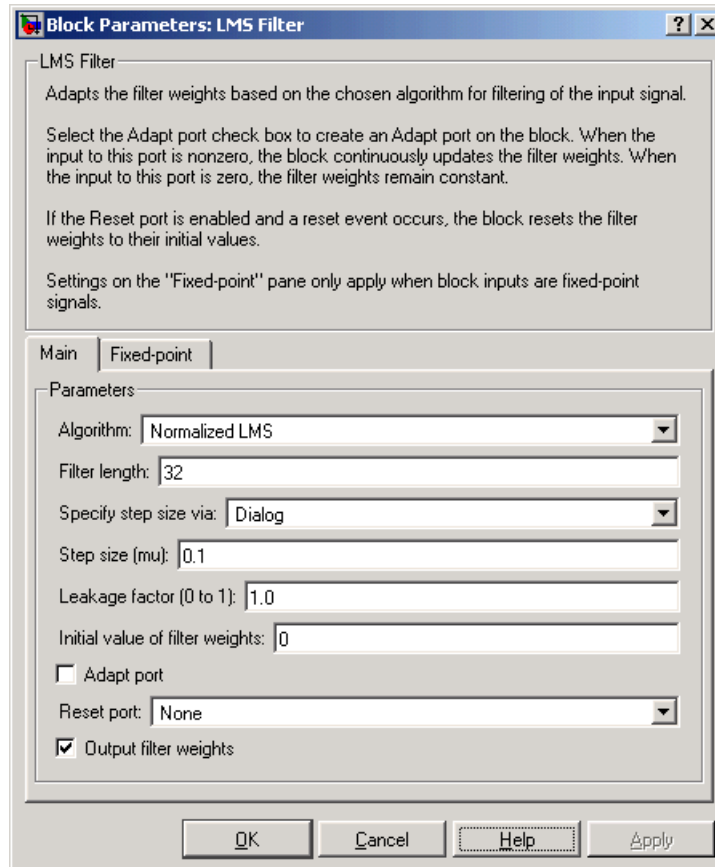 Block Parameters: LMS Filter
LMS Filter
Adapts the filter weights based on the chosen algorithm for filtering of the input signal.
Select the Adapt port check box to create an Adapt port on the block. When the
input to this port is nonzero, the block continuously updates the filter weights. When
the input to this port is zero, the filter weights remain constant.
If the Reset port is enabled and a reset event occurs, the block resets the filter
weights to their initial values.
Settings on the "Fixed-point" pane only apply when block inputs are fixed-point
signals.
Main Fixed-point
Parameters
Algorithm: Normalized LMS
Filter length: 32
Specify step size via: Dialog
Step size (mu): 0.1
Leakage factor (0 to 1): 1.0
Initial value of filter weights: 0
Adapt port
Reset port: None
Output filter weights
OK Cancel Help Apply